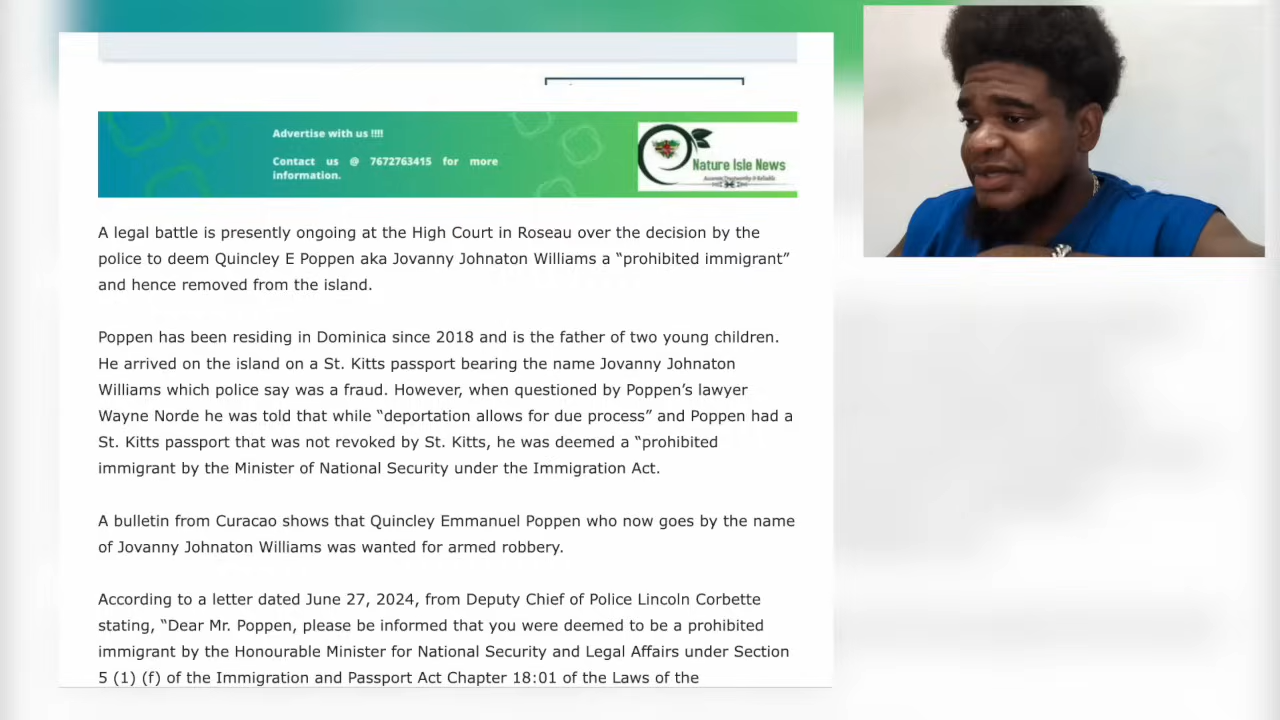 Advertise with us !!!!
Contact us @ 7672763415 for more
information.
Nature Isle News
Accurate Trustworthy & Reliable
A legal battle is presently ongoing at the High Court in Roseau over the decision by the
police to deem Quincley E Poppen aka Jovanny Johnaton Williams a “prohibited immigrant”
and hence removed from the island.
Poppen has been residing in Dominica since 2018 and is the father of two young children.
He arrived on the island on a St. Kitts passport bearing the name Jovanny Johnaton
Williams which police say was a fraud. However, when questioned by Poppen’s lawyer
Wayne Norde he was told that while “deportation allows for due process” and Poppen had a
St. Kitts passport that was not revoked by St. Kitts, he was deemed a “prohibited
immigrant by the Minister of National Security under the Immigration Act.
A bulletin from Curacao shows that Quincley Emmanuel Poppen who now goes by the name
of Jovanny Johnaton Williams was wanted for armed robbery.
According to a letter dated June 27, 2024, from Deputy Chief of Police Lincoln Corbette
stating, “Dear Mr. Poppen, please be informed that you were deemed to be a prohibited
immigrant by the Honourable Minister for National Security and Legal Affairs under Section
5 (1) (f) of the Immigration and Passport Act Chapter 18:01 of the Laws of the